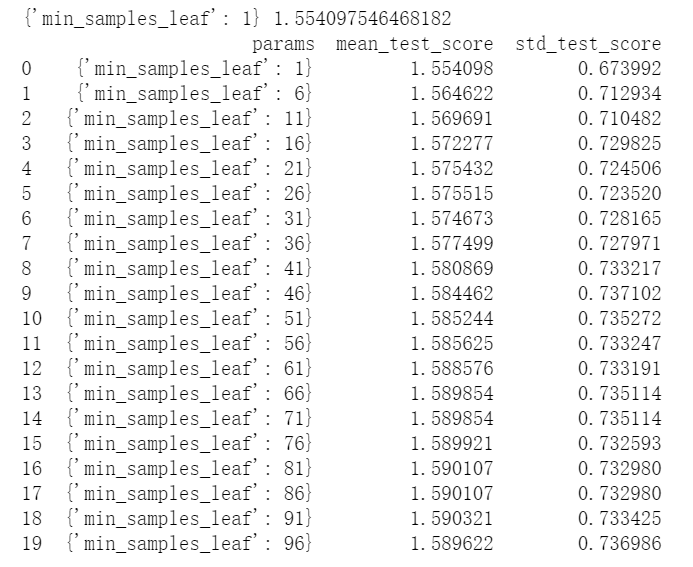 {'min_samples_leaf': 1} 1.554097546468182
params mean_test_score std_test_score
0 {'min_samples_leaf': 1} 1.554098 0.673992
1 {'min_samples_leaf': 6} 1.564622 0.712934
2 {'min_samples_leaf': 11} 1.569691 0.710482
3 {'min_samples_leaf': 16} 1.572277 0.729825
4 {'min_samples_leaf': 21} 1.575432 0.724506
5 {'min_samples_leaf': 26} 1.575515 0.723520
6 {'min_samples_leaf': 31} 1.574673 0.728165
7 {'min_samples_leaf': 36} 1.577499 0.727971
8 {'min_samples_leaf': 41} 1.580869 0.733217
9 {'min_samples_leaf': 46} 1.584462 0.737102
10 {'min_samples_leaf': 51} 1.585244 0.735272
11 {'min_samples_leaf': 56} 1.585625 0.733247
12 {'min_samples_leaf': 61} 1.588576 0.733191
13 {'min_samples_leaf': 66} 1.589854 0.735114
14 {'min_samples_leaf': 71} 1.589854 0.735114
15 {'min_samples_leaf': 76} 1.589921 0.732593
16 {'min_samples_leaf': 81} 1.590107 0.732980
17 {'min_samples_leaf': 86} 1.590107 0.732980
18 {'min_samples_leaf': 91} 1.590321 0.733425
19 {'min_samples_leaf': 96} 1.589622 0.736986